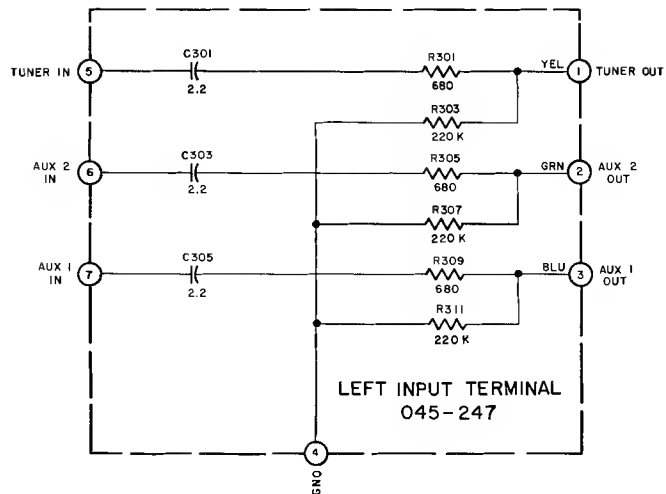 C301
R301
YEL
TUNER IN
5
1
TUNER OUT
2.2
680
R303
220 K
AUX 2
IN
C303
R305
GRN
AUX 2
OUT
6
2
2.2
680
R307
220 K
AUX 1
IN
C305
R309
BLU
AUX 1
OUT
7
3
2.2
680
R311
220 K
LEFT INPUT TERMINAL
045-247
4
GND